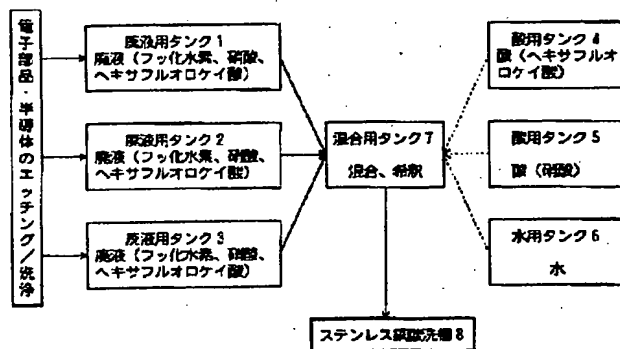 電子部品・半導体のエッチング/洗浄
廃液用タンク1
廃液(フッ化水素、硝酸、
ヘキサフルオロケイ酸)
廃液用タンク2
廃液(フッ化水素、硝酸、
ヘキサフルオロケイ酸)
廃液用タンク3
廃液(フッ化水素、硝酸、
ヘキサフルオロケイ酸)
混合用タンク7
混合、希釈
酸用タンク4
酸(ヘキサフルオ
ロケイ酸)
酸用タンク5
酸(硝酸)
水用タンク6
水
ステンレス鋼酸洗槽8